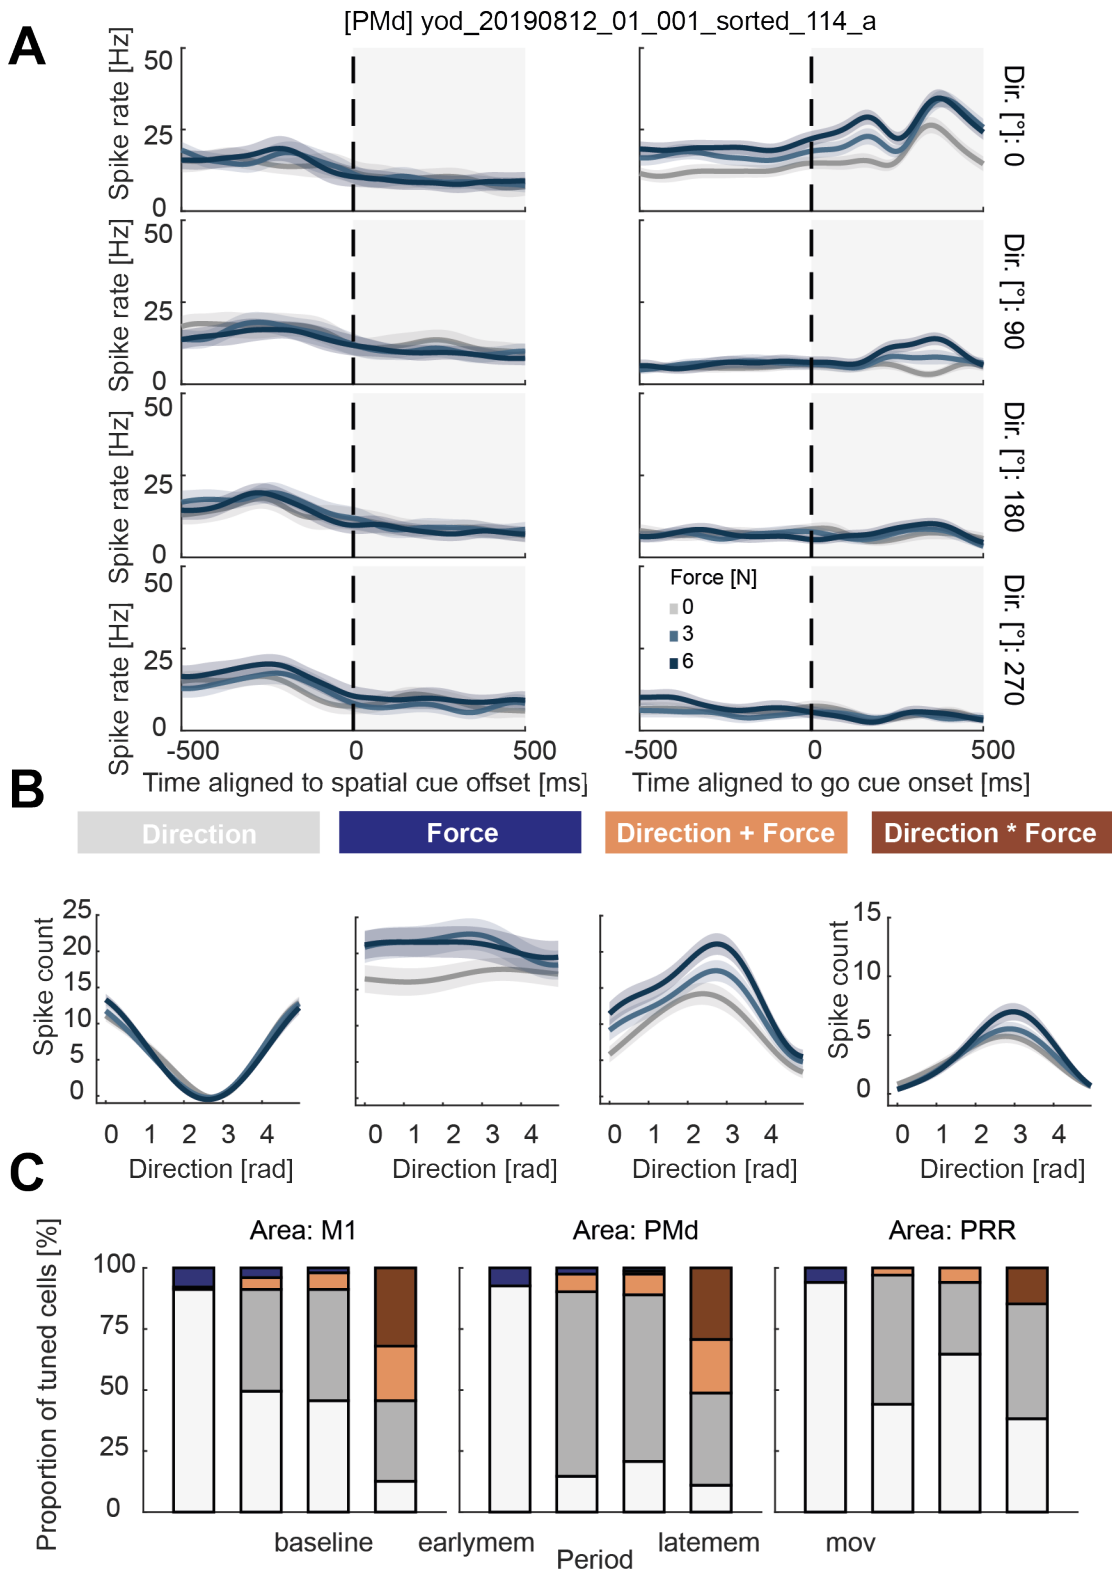 [PMd] yod_20190812_01_001_sorted_114_a
A
Spike rate [Hz]
50
25
0
Dir. [°]: 0
Spike rate [Hz]
50
25
0
Dir. [°]: 90
Spike rate [Hz]
50
25
0
Dir. [°]: 180
Spike rate [Hz]
50
25
0
Force [N]
0
3
6
Dir. [°]: 270
-500 0 500
-500 0 500
Time aligned to spatial cue offset [ms]
Time aligned to go cue onset [ms]
B
Direction
Force
Direction + Force
Direction * Force
Spike count
25
20
15
10
5
0
Spike count
15
10
5
0
0 1 2 3 4
0 1 2 3 4
0 1 2 3 4
0 1 2 3 4
Direction [rad]
Direction [rad]
Direction [rad]
Direction [rad]
C
Proportion of tuned cells [%]
Area: M1
Area: PMd
Area: PRR
100
75
50
25
0
baseline
earlymem
latemem
mov
Period